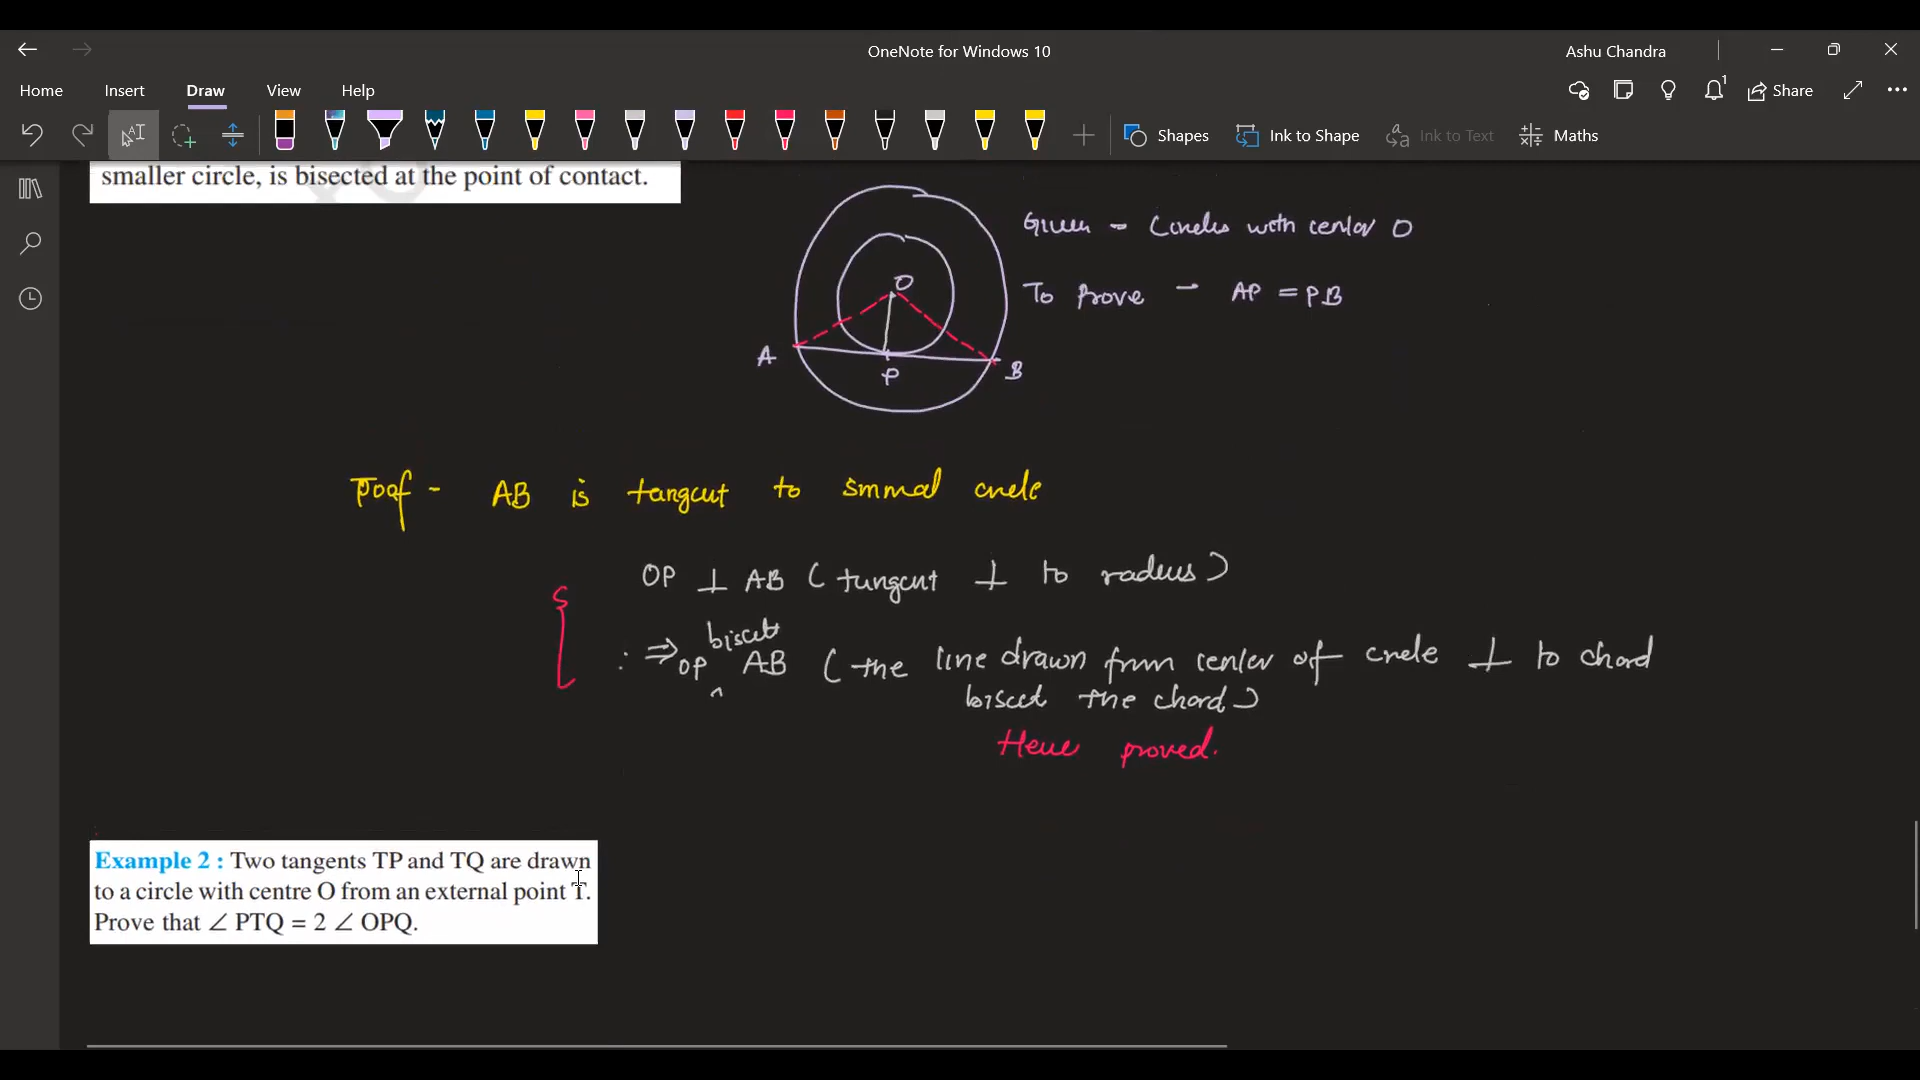 OneNote for Windows 10
Ashu Chandra
Home Insert Draw View Help
1 Share
Shapes Ink to Shape Ink to Text Maths
smaller circle, is bisected at the point of contact.
Given - Circles with center O
To Prove - AP = PB
O
A
P
B
Proof - AB is tangent to smmal circle
OP ⊥ AB (tangent ⊥ to radius)
bisect
∴ ⇒ OP ^ AB (the line drawn from center of circle ⊥ to chord
bisect the chord)
Hence proved.
Example 2 : Two tangents TP and TQ are drawn
to a circle with centre O from an external point T.
Prove that ∠ PTQ = 2 ∠ OPQ.